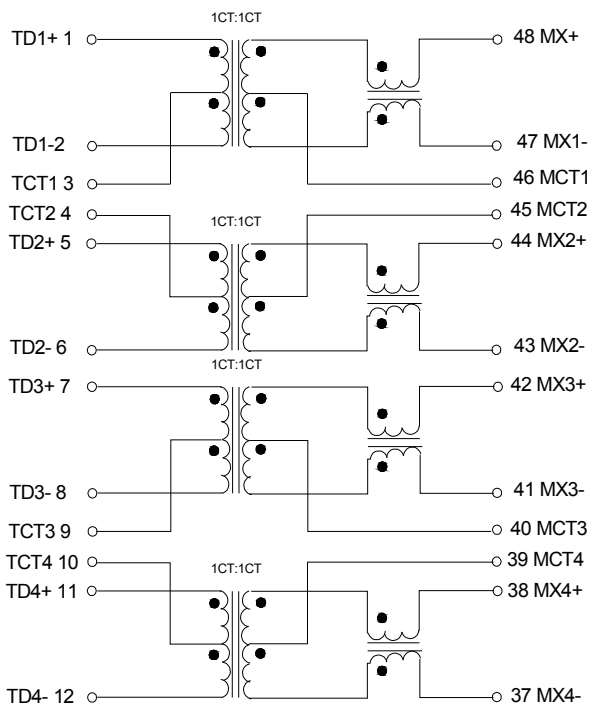 1CT:1CT
TD1+ 1
48 MX+
TD1-2
47 MX1-
TCT1 3
46 MCT1
TCT2 4
45 MCT2
1CT:1CT
TD2+ 5
44 MX2+
TD2- 6
43 MX2-
1CT:1CT
TD3+ 7
42 MX3+
TD3- 8
41 MX3-
TCT3 9
40 MCT3
TCT4 10
39 MCT4
1CT:1CT
TD4+ 11
38 MX4+
TD4- 12
37 MX4-